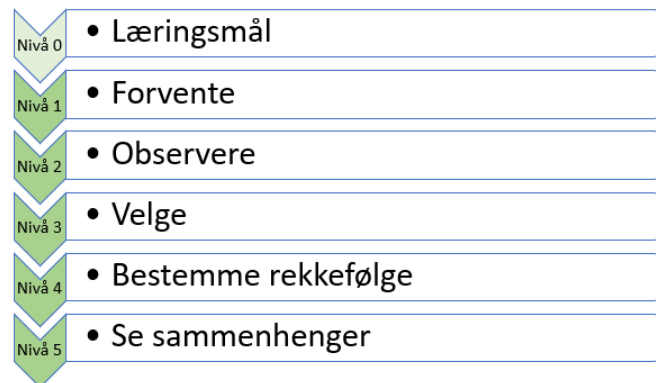 Nivå 0 • Læringsmål
Nivå 1 • Forvente
Nivå 2 • Observere
Nivå 3 • Velge
Nivå 4 • Bestemme rekkefølge
Nivå 5 • Se sammenhenger